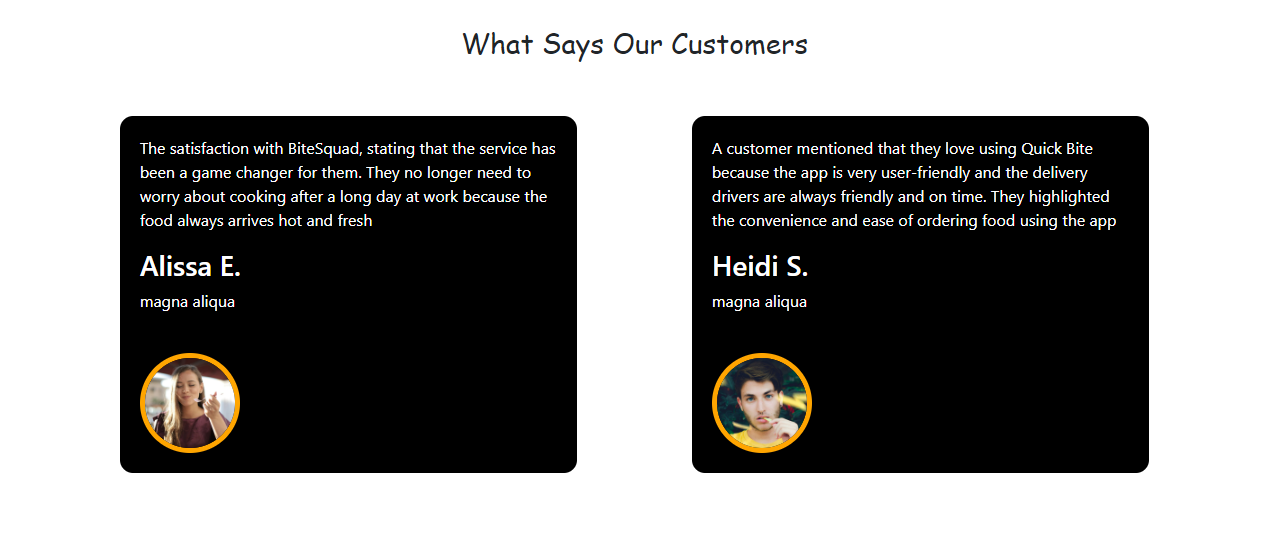 What Says Our Customers
The satisfaction with BiteSquad, stating that the service has
been a game changer for them. They no longer need to
worry about cooking after a long day at work because the
food always arrives hot and fresh
Alissa E.
magna aliqua
A customer mentioned that they love using Quick Bite
because the app is very user-friendly and the delivery
drivers are always friendly and on time. They highlighted
the convenience and ease of ordering food using the app
Heidi S.
magna aliqua